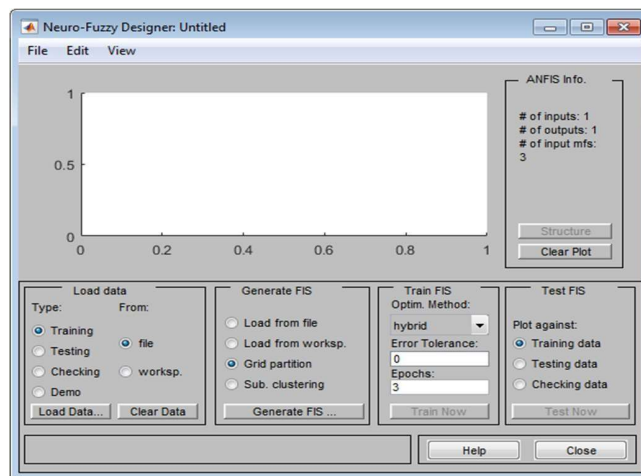 Neuro-Fuzzy Designer: Untitled
File Edit View
1
0.5
0
0 0.2 0.4 0.6 0.8 1
ANFIS Info.
# of inputs: 1
# of outputs: 1
# of input mfs:
3
Structure
Clear Plot
Load data
Type: From:
Training
Testing
Checking
Demo
file
worksp.
Load Data... Clear Data
Generate FIS
Load from file
Load from worksp.
Grid partition
Sub. clustering
Generate FIS ...
Train FIS
Optim. Method:
hybrid
Error Tolerance:
0
Epochs:
3
Train Now
Test FIS
Plot against:
Training data
Testing data
Checking data
Test Now
Help Close